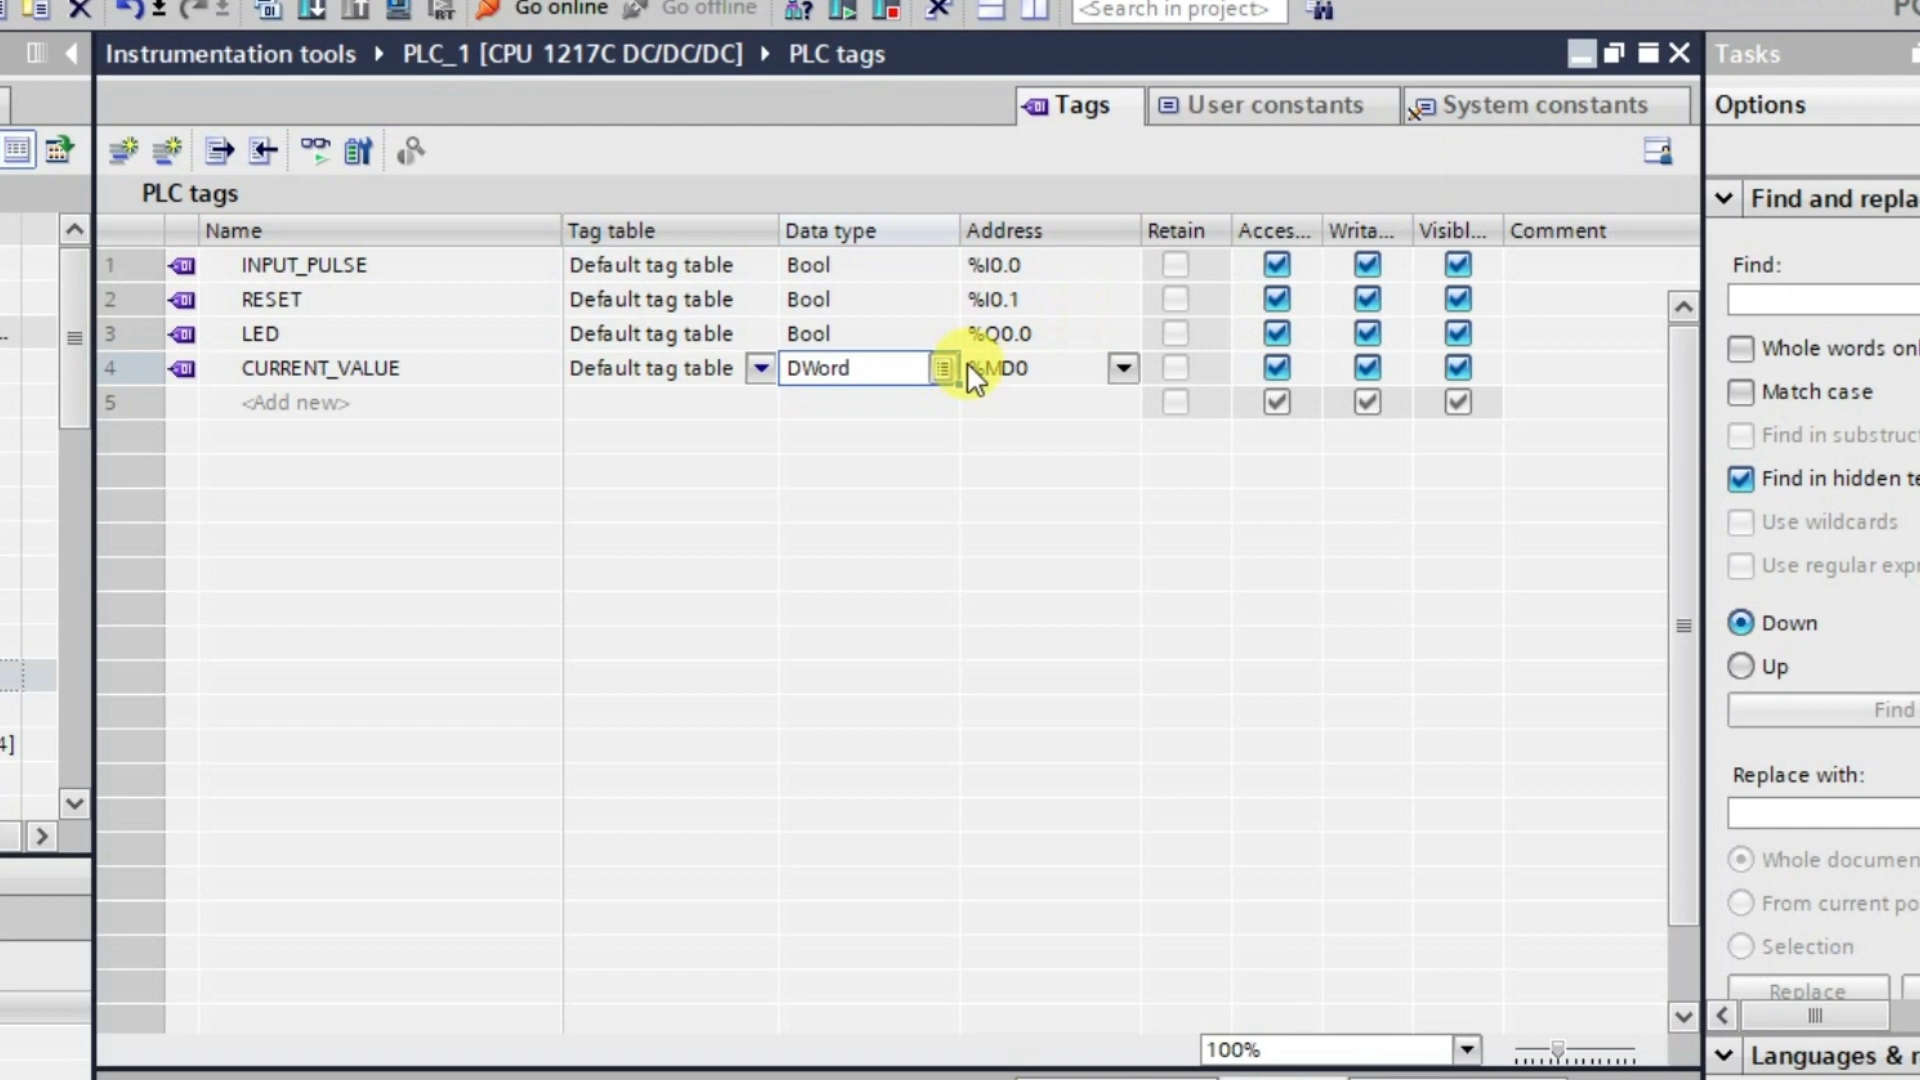 Go online Go offline <Search in project>
Instrumentation tools PLC_1 [CPU 1217C DC/DC/DC] PLC tags
Tasks
Tags User constants System constants
Options
PLC tags
Name Tag table Data type Address Retain Acces... Writa... Visibl... Comment
1 INPUT_PULSE Default tag table Bool %I0.0
2 RESET Default tag table Bool %I0.1
3 LED Default tag table Bool %Q0.0
4 CURRENT_VALUE Default tag table DWord %MD0
5 <Add new>
4]
100%
Find and repla
Find:
Whole words onl
Match case
Find in substruct
Find in hidden te
Use wildcards
Use regular expr
Down
Up
Find
Replace with:
Whole documen
From current po
Selection
Replace
Languages & r